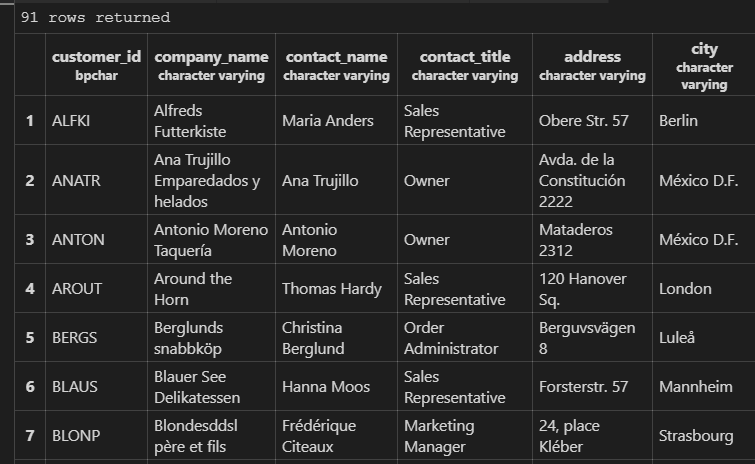 91 rows returned
customer_id company_name contact_name contact_title address city
bpchar character varying character varying character varying character varying character varying
1 ALFKI Alfreds Futterkiste Maria Anders Sales Representative Obere Str. 57 Berlin
2 ANATR Ana Trujillo Emparedados y helados Ana Trujillo Owner Avda. de la Constitución 2222 México D.F.
3 ANTON Antonio Moreno Taquería Antonio Moreno Owner Mataderos 2312 México D.F.
4 AROUT Around the Horn Thomas Hardy Sales Representative 120 Hanover Sq. London
5 BERGS Berglunds snabbköp Christina Berglund Order Administrator Berguvsvägen 8 Luleå
6 BLAUS Blauer See Delikatessen Hanna Moos Sales Representative Forsterstr. 57 Mannheim
7 BLONP Blondesddsl père et fils Frédérique Citeaux Marketing Manager 24, place Kléber Strasbourg